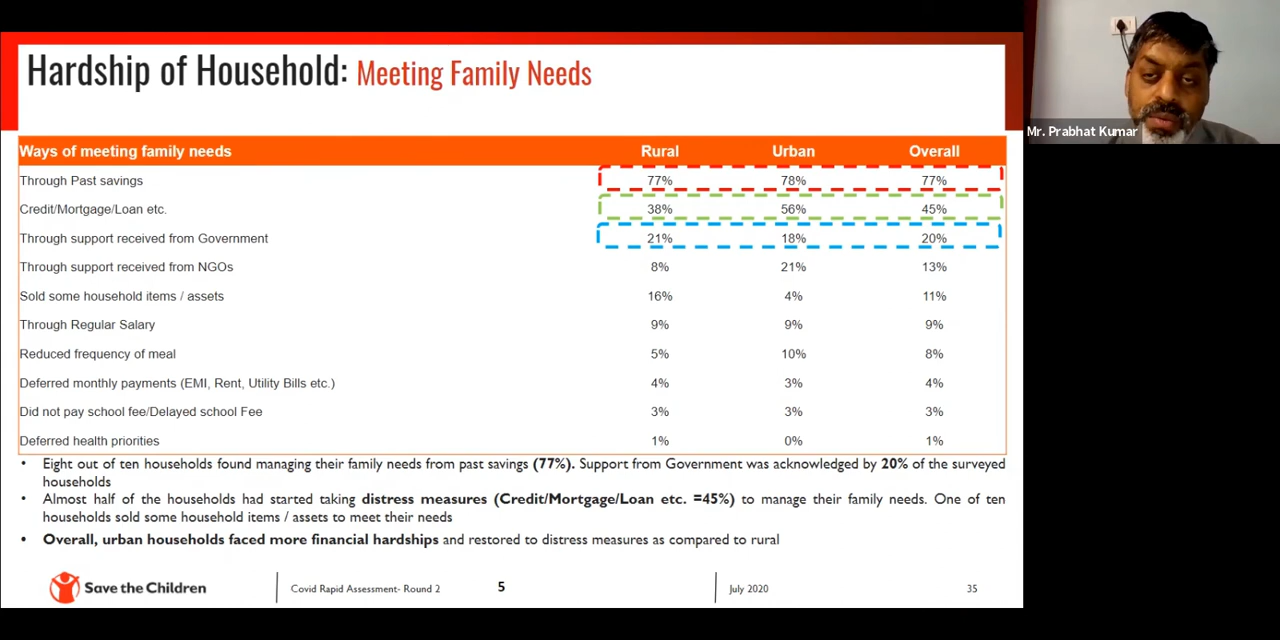 Hardship of Household: Meeting Family Needs
Mr. Prabhat Kumar
Ways of meeting family needs Rural Urban Overall
Through Past savings 77% 78% 77%
Credit/Mortgage/Loan etc. 38% 56% 45%
Through support received from Government 21% 18% 20%
Through support received from NGOs 8% 21% 13%
Sold some household items / assets 16% 4% 11%
Through Regular Salary 9% 9% 9%
Reduced frequency of meal 5% 10% 8%
Deferred monthly payments (EMI, Rent, Utility Bills etc.) 4% 3% 4%
Did not pay school fee/Delayed school Fee 3% 3% 3%
Deferred health priorities 1% 0% 1%
• Eight out of ten households found managing their family needs from past savings (77%). Support from Government was acknowledged by 20% of the surveyed
households
• Almost half of the households had started taking distress measures (Credit/Mortgage/Loan etc. =45%) to manage their family needs. One of ten
households sold some household items / assets to meet their needs
• Overall, urban households faced more financial hardships and restored to distress measures as compared to rural
Save the Children Covid Rapid Assessment- Round 2 5 July 2020 35